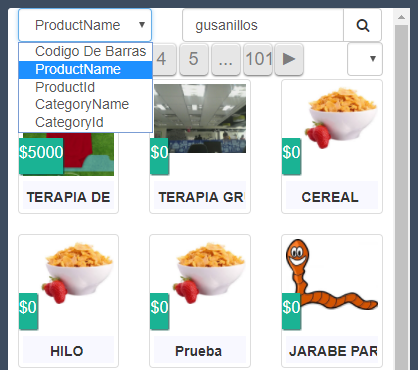 ProductName
gusanillos
Codigo De Barras
ProductName
ProductId
CategoryName
CategoryId
4 5 ... 101
$5000
$0
$0
TERAPIA DE
TERAPIA GR
CEREAL
$0
$0
$0
HILO
Prueba
JARABE PAR